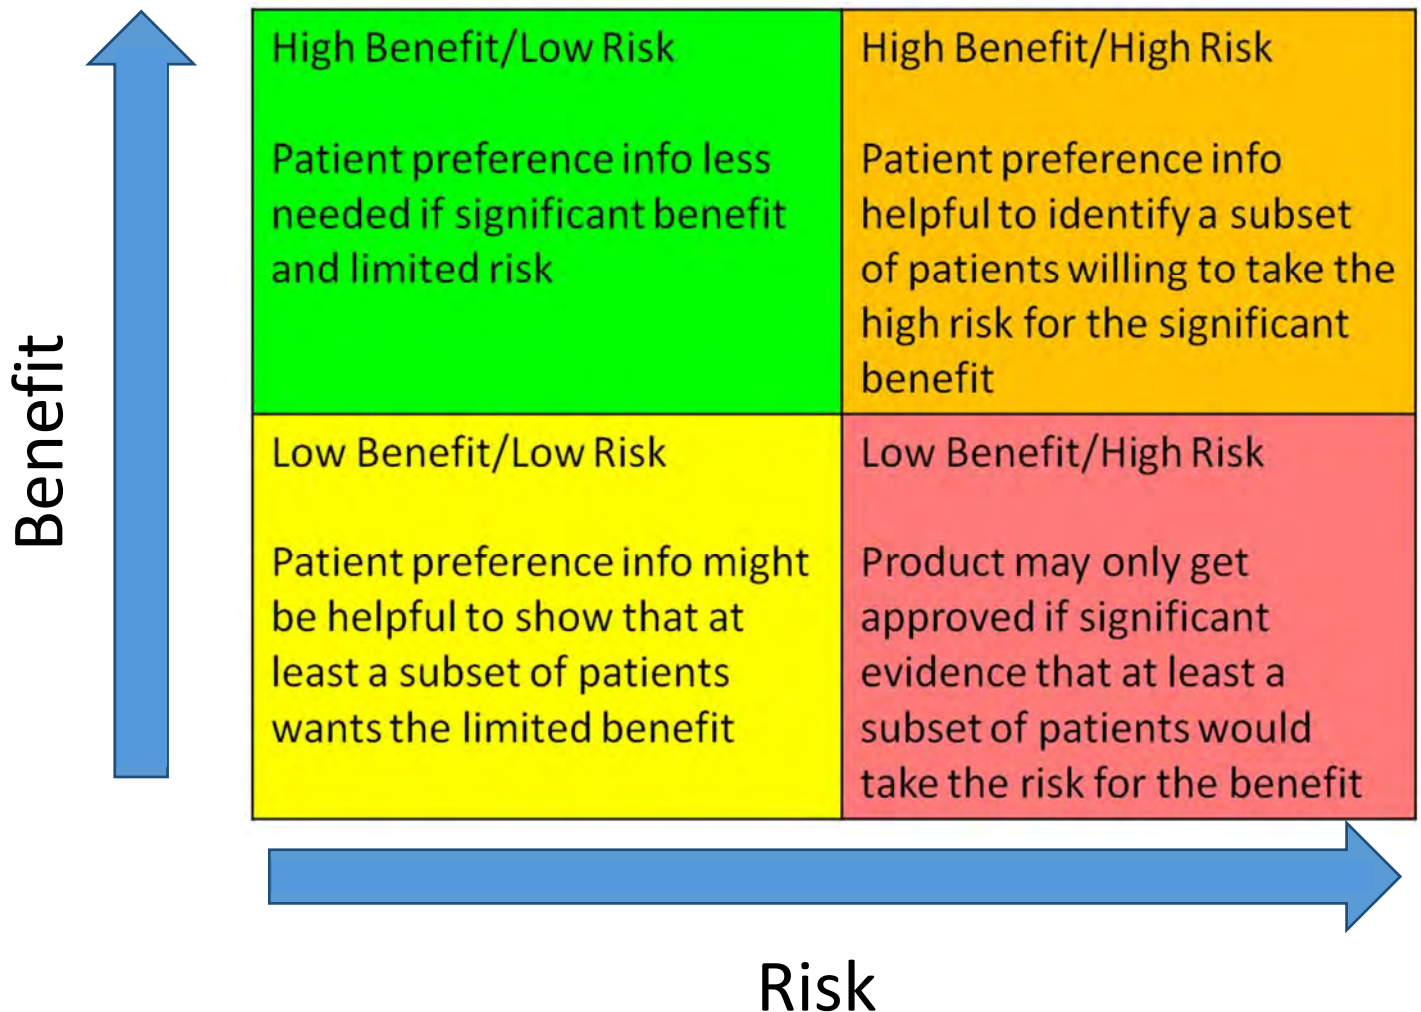 Benefit
High Benefit/Low Risk
Patient preference info less
needed if significant benefit
and limited risk
High Benefit/High Risk
Patient preference info
helpful to identify a subset
of patients willing to take the
high risk for the significant
benefit
Low Benefit/Low Risk
Patient preference info might
be helpful to show that at
least a subset of patients
wants the limited benefit
Low Benefit/High Risk
Product may only get
approved if significant
evidence that at least a
subset of patients would
take the risk for the benefit
Risk